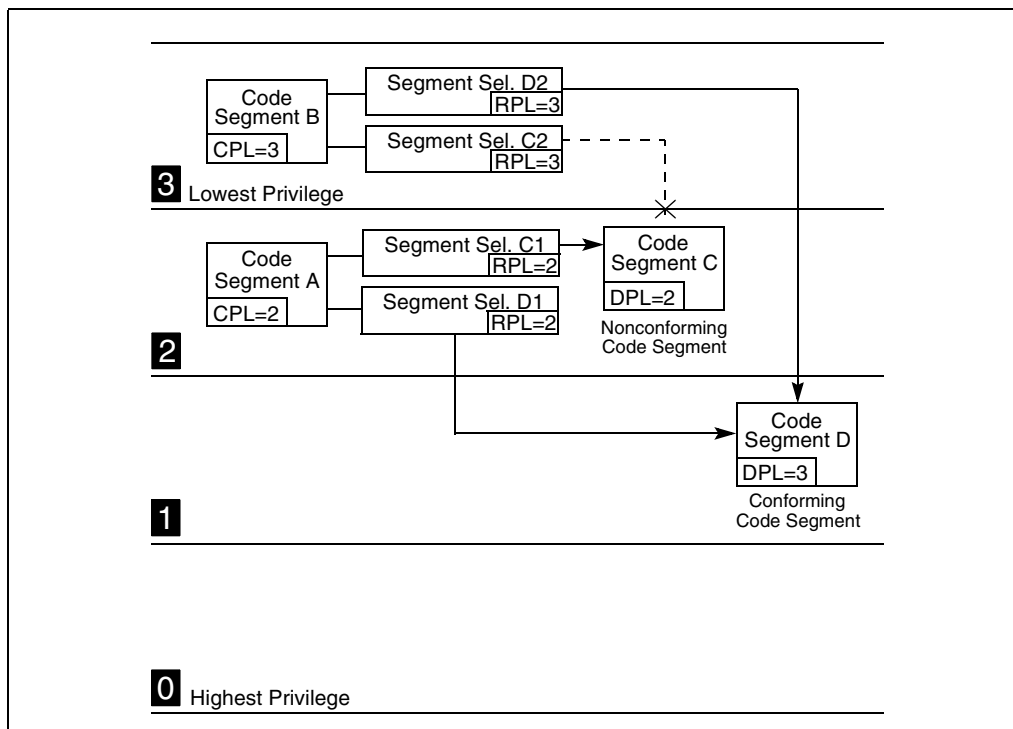 Code
Segment B
CPL=3
Segment Sel. D2
RPL=3
Segment Sel. C2
RPL=3
3 Lowest Privilege
Code
Segment A
CPL=2
Segment Sel. C1
RPL=2
Segment Sel. D1
RPL=2
Code
Segment C
DPL=2
Nonconforming
Code Segment
2
Code
Segment D
DPL=3
Conforming
Code Segment
1
0 Highest Privilege